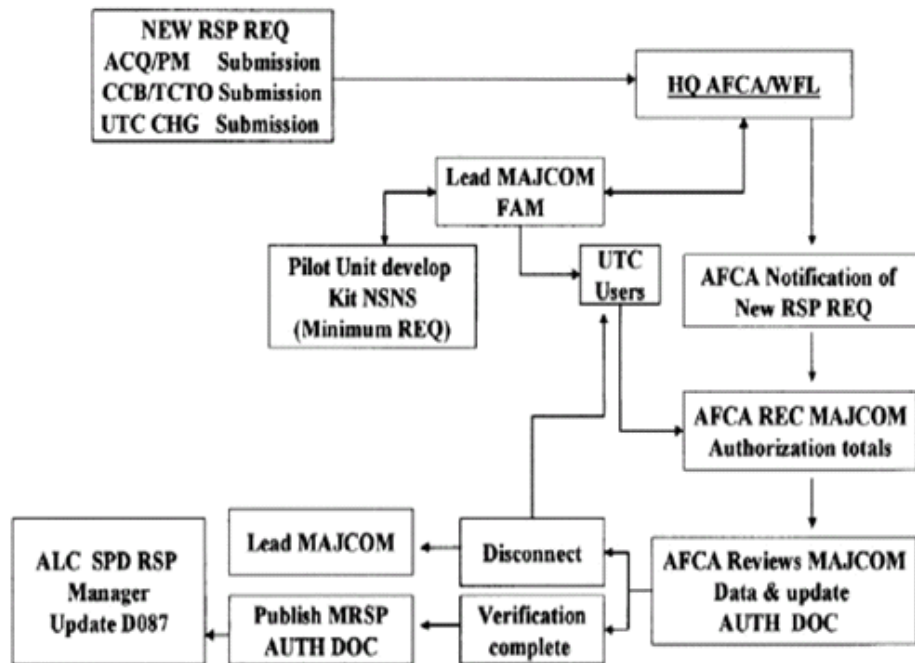 NEW RSP REQ
ACQ/PM Submission
CCB/TCTO Submission
UTC CHG Submission
HQ AFCA/WFL
Lead MAJCOM
FAM
Pilot Unit develop
Kit NSNS
(Minimum REQ)
UTC
Users
AFCA Notification of
New RSP REQ
AFCA REC MAJCOM
Authorization totals
AFCA Reviews MAJCOM
Data & update
AUTH DOC
Disconnect
Lead MAJCOM
Verification
complete
Publish MRSP
AUTH DOC
ALC SPD RSP
Manager
Update D087